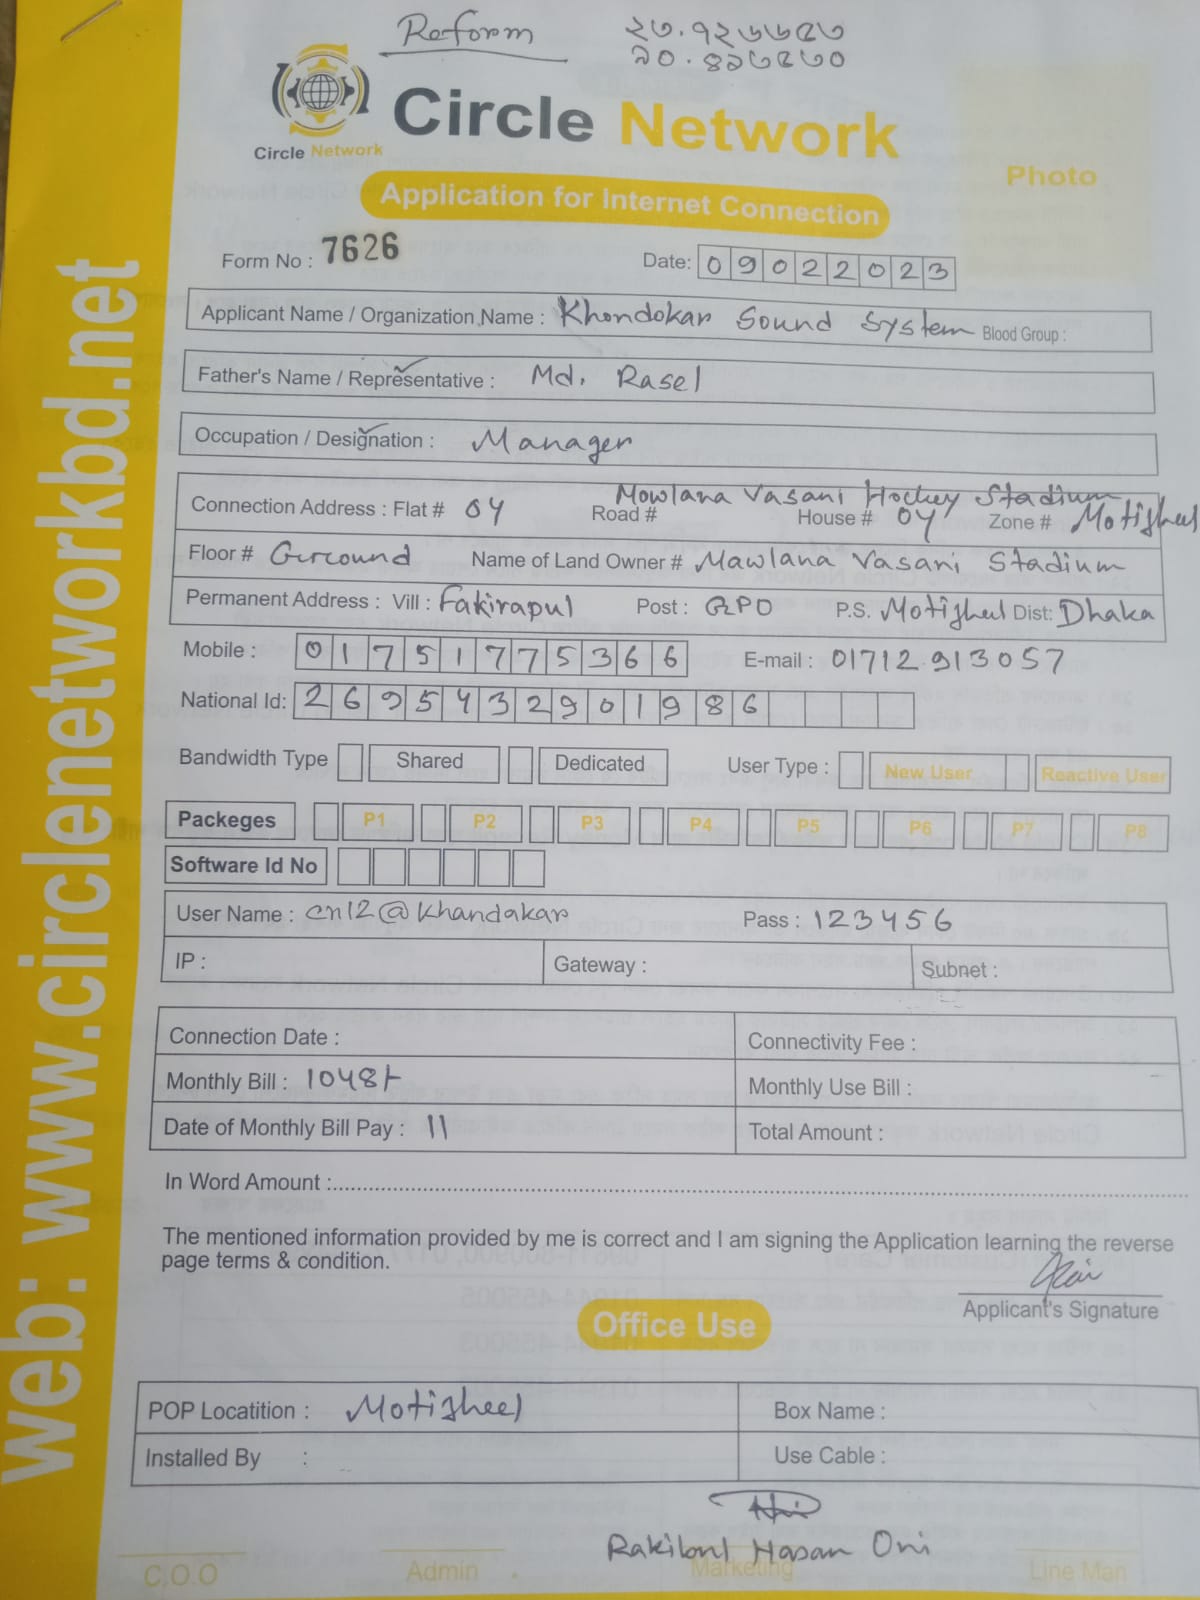 Reform
২৩.৭২৬৬৫৩
৯০.৪১৬৫৩০
Circle Network
Circle Network
Photo
Application for Internet Connection
Form No : 7626
Date: 09022023
Applicant Name / Organization Name : Khondokar Sound System Blood Group :
Father's Name / Representative : Md. Rasel
Occupation / Designation : Manager
Mowlana Vasani Hockey Stadium
Connection Address : Flat # 04 Road # House # 04 Zone # Motijheel
Floor # Ground Name of Land Owner # Mawlana Vasani Stadium
Permanent Address : Vill : Fakirapul Post : GPO P.S. Motijheel Dist: Dhaka
Mobile : 01751775366 E-mail : 01712913057
National Id: 2695432901986
Bandwidth Type Shared Dedicated User Type : New User Reactive User
Packeges P1 P2 P3 P4 P5 P6 P7 P8
Software Id No
User Name : cn12@Khandakar Pass : 123456
IP : Gateway : Subnet :
Connection Date : Connectivity Fee :
Monthly Bill : 1048/- Monthly Use Bill :
Date of Monthly Bill Pay : 11 Total Amount :
In Word Amount :
The mentioned information provided by me is correct and I am signing the Application learning the reverse
page terms & condition.
Applicant's Signature
Office Use
POP Locatition : Motijheel Box Name :
Installed By : Use Cable :
Rakibul Hasan Oni
C.O.O Admin Marketing Line Man
web: www.circlenetworkbd.net